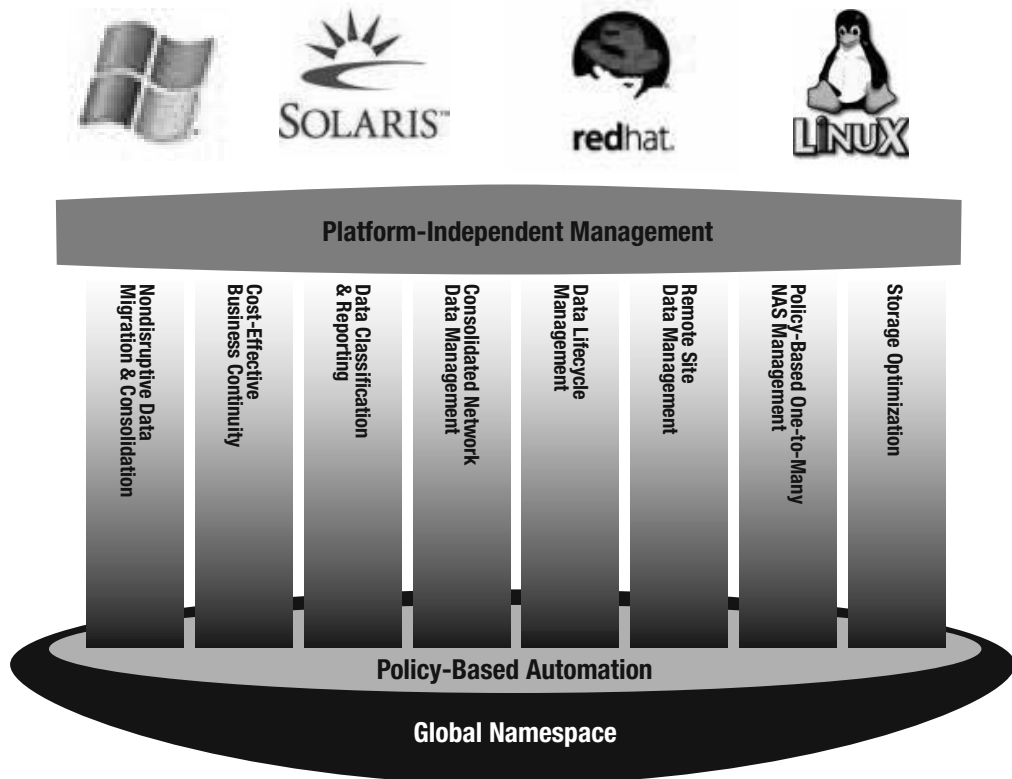 SOLARIS™
redhat.
LINUX
Platform-Independent Management
Nondisruptive Data
Migration & Consolidation
Cost-Effective
Business Continuity
Data Classification
& Reporting
Consolidated Network
Data Management
Data Lifecycle
Management
Remote Site
Data Management
Policy-Based One-to-Many
NAS Management
Storage Optimization
Policy-Based Automation
Global Namespace